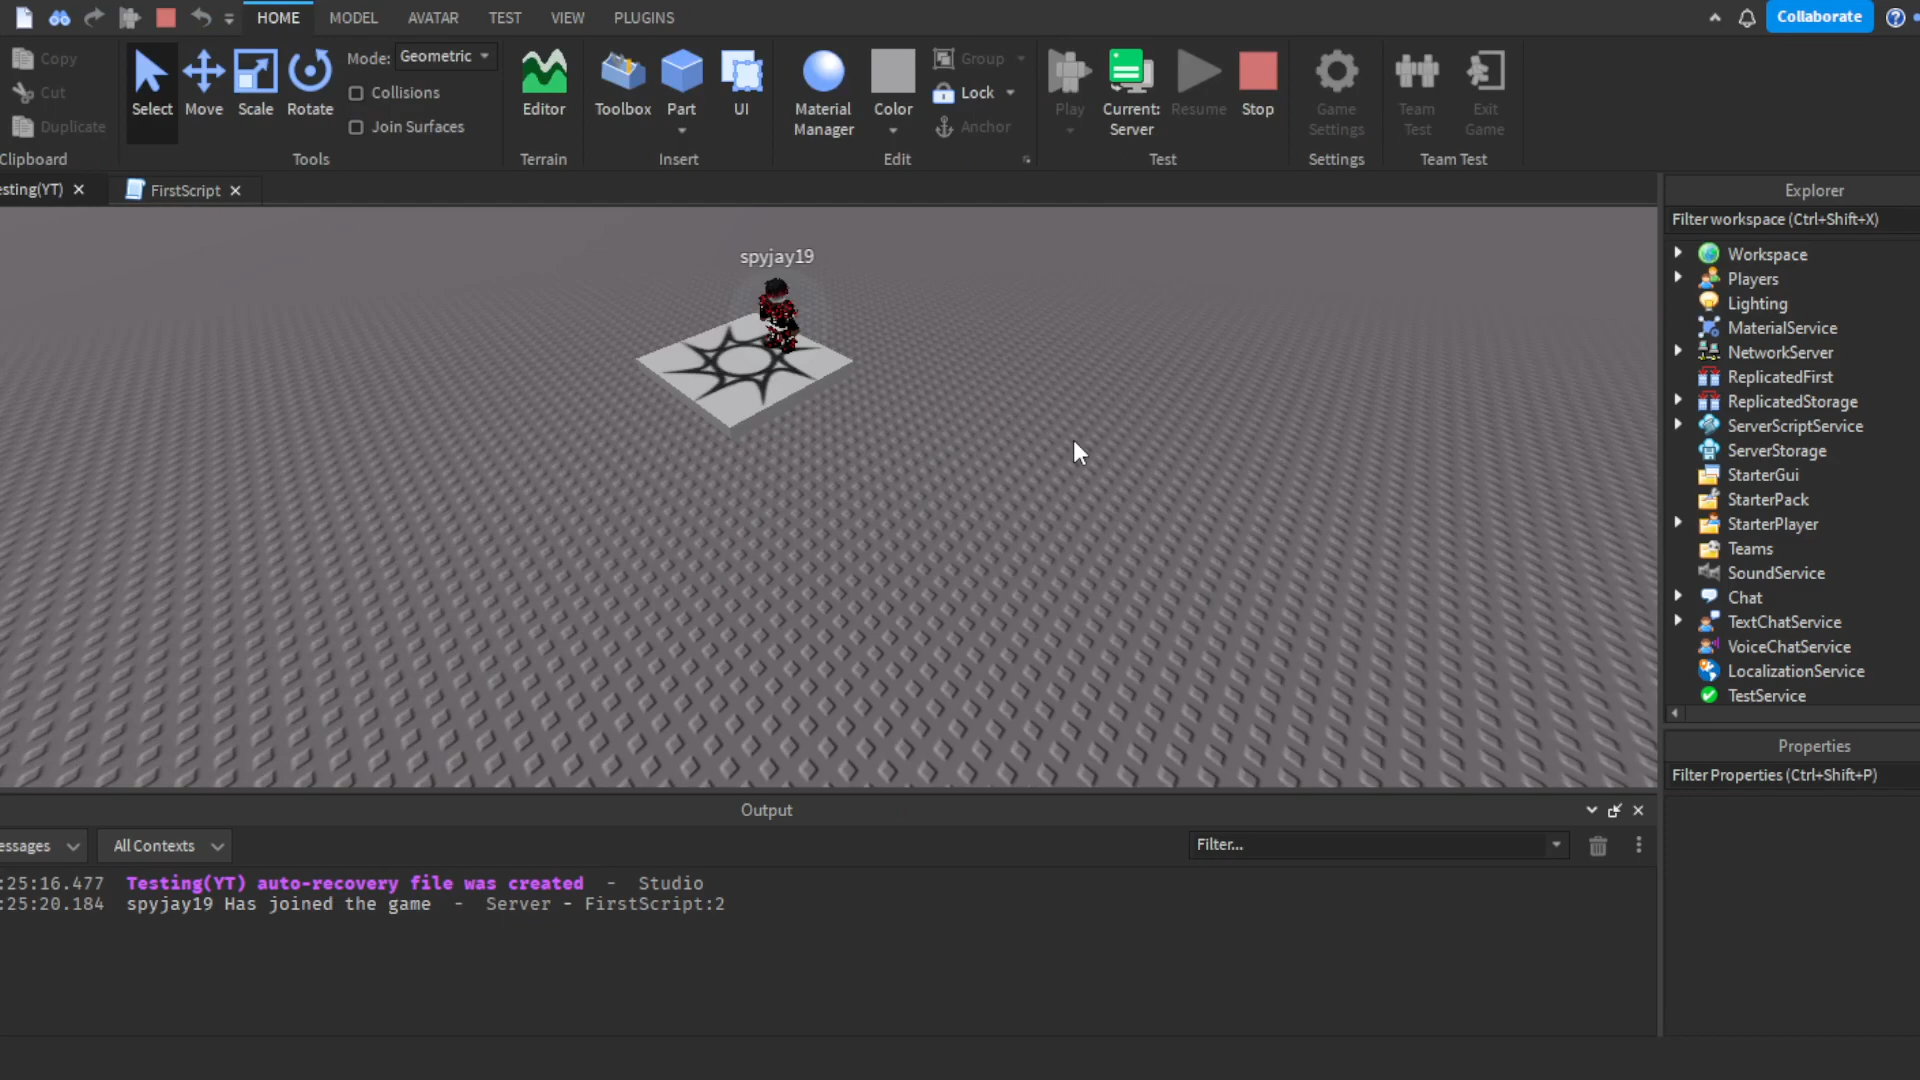 HOME MODEL AVATAR TEST VIEW PLUGINS
Collaborate
Copy
Cut
Duplicate
Clipboard
Select Move Scale Rotate
Mode: Geometric
Collisions
Join Surfaces
Tools
Editor
Terrain
Toolbox Part UI
Insert
Material
Manager
Color
Group
Lock
Anchor
Edit
Play
Current:
Server
Resume Stop
Test
Game
Settings
Settings
Team
Test
Exit
Game
Team Test
esting(YT) FirstScript
spyjay19
Explorer
Filter workspace (Ctrl+Shift+X)
Workspace
Players
Lighting
MaterialService
NetworkServer
ReplicatedFirst
ReplicatedStorage
ServerScriptService
ServerStorage
StarterGui
StarterPack
StarterPlayer
Teams
SoundService
Chat
TextChatService
VoiceChatService
LocalizationService
TestService
Properties
Filter Properties (Ctrl+Shift+P)
Output
essages All Contexts Filter...
:25:16.477 Testing(YT) auto-recovery file was created - Studio
:25:20.184 spyjay19 Has joined the game - Server - FirstScript:2